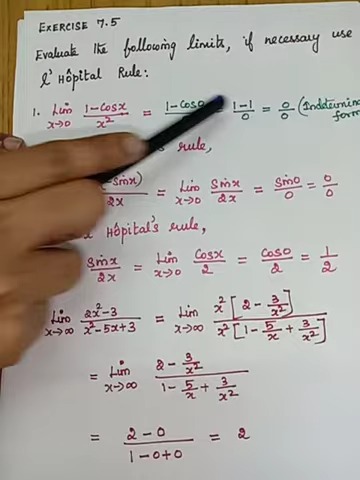 EXERCISE 7.5
Evaluate the following limits, if necessary use
l'Hôpital Rule:
1. Lim x→0 (1-cosx)/x² = 1-cos0 = (1-1)/0 = 0/0 (Indetermina
form
s rule,
-sinx)/2x = Lim x→0 sinx/2x = sin0/0 = 0/0
Hôpital's rule,
sinx/2x = Lim x→0 cosx/2 = cos0/2 = 1/2
Lim x→∞ (2x²-3)/(x²-5x+3) = Lim x→∞ x²[2 - 3/x²]/x²[1 - 5/x + 3/x²]
= Lim x→∞ (2 - 3/x²)/(1 - 5/x + 3/x²)
= (2-0)/(1-0+0) = 2